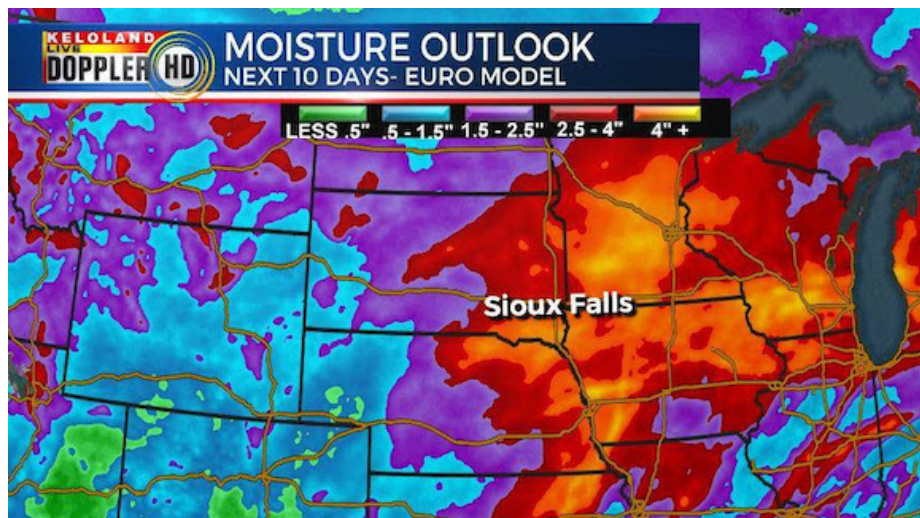 KELOLAND
LIVE
DOPPLER HD
MOISTURE OUTLOOK
NEXT 10 DAYS- EURO MODEL
LESS .5" .5 - 1.5" 1.5 - 2.5" 2.5 - 4" 4" +
Sioux Falls